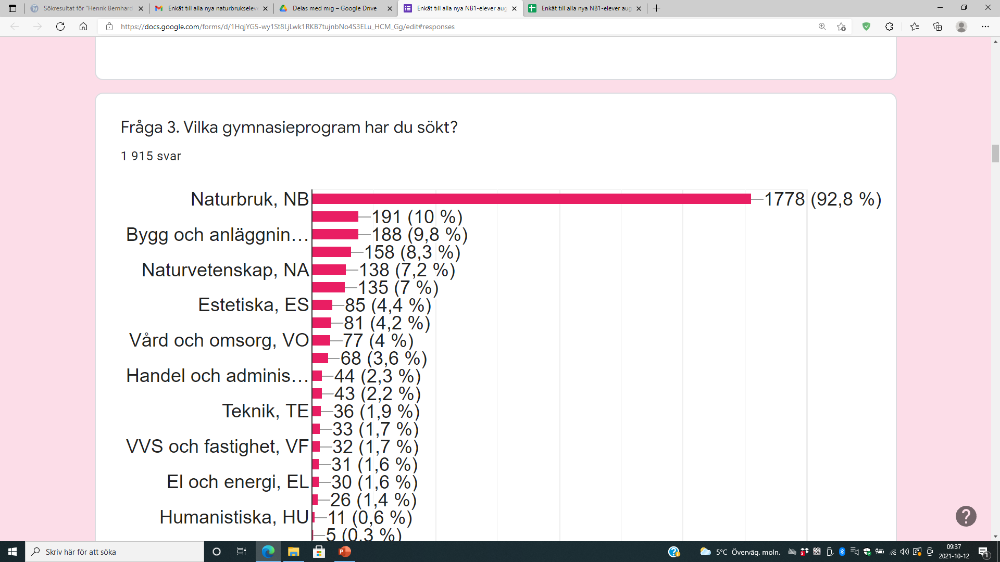 Sökresultat för "Henrik Bernhard
Enkät till alla nya naturbrukselev
Delas med mig – Google Drive
Enkät till alla nya NB1-elever aug
Enkät till alla nya NB1-elever aug
https://docs.google.com/forms/d/1HqjYG5-wy1St8LjLwk1RKB7tujnbNo4S3ELu_HCM_Gg/edit#responses
Fråga 3. Vilka gymnasieprogram har du sökt?
1 915 svar
Naturbruk, NB 1778 (92,8 %)
191 (10 %)
Bygg och anläggnin… 188 (9,8 %)
158 (8,3 %)
Naturvetenskap, NA 138 (7,2 %)
135 (7 %)
Estetiska, ES 85 (4,4 %)
81 (4,2 %)
Vård och omsorg, VO 77 (4 %)
68 (3,6 %)
Handel och adminis… 44 (2,3 %)
43 (2,2 %)
Teknik, TE 36 (1,9 %)
33 (1,7 %)
VVS och fastighet, VF 32 (1,7 %)
31 (1,6 %)
El och energi, EL 30 (1,6 %)
26 (1,4 %)
Humanistiska, HU 11 (0,6 %)
5 (0,3 %)
Skriv här för att söka
5°C Överväg. moln.
09:37
2021-10-12
1